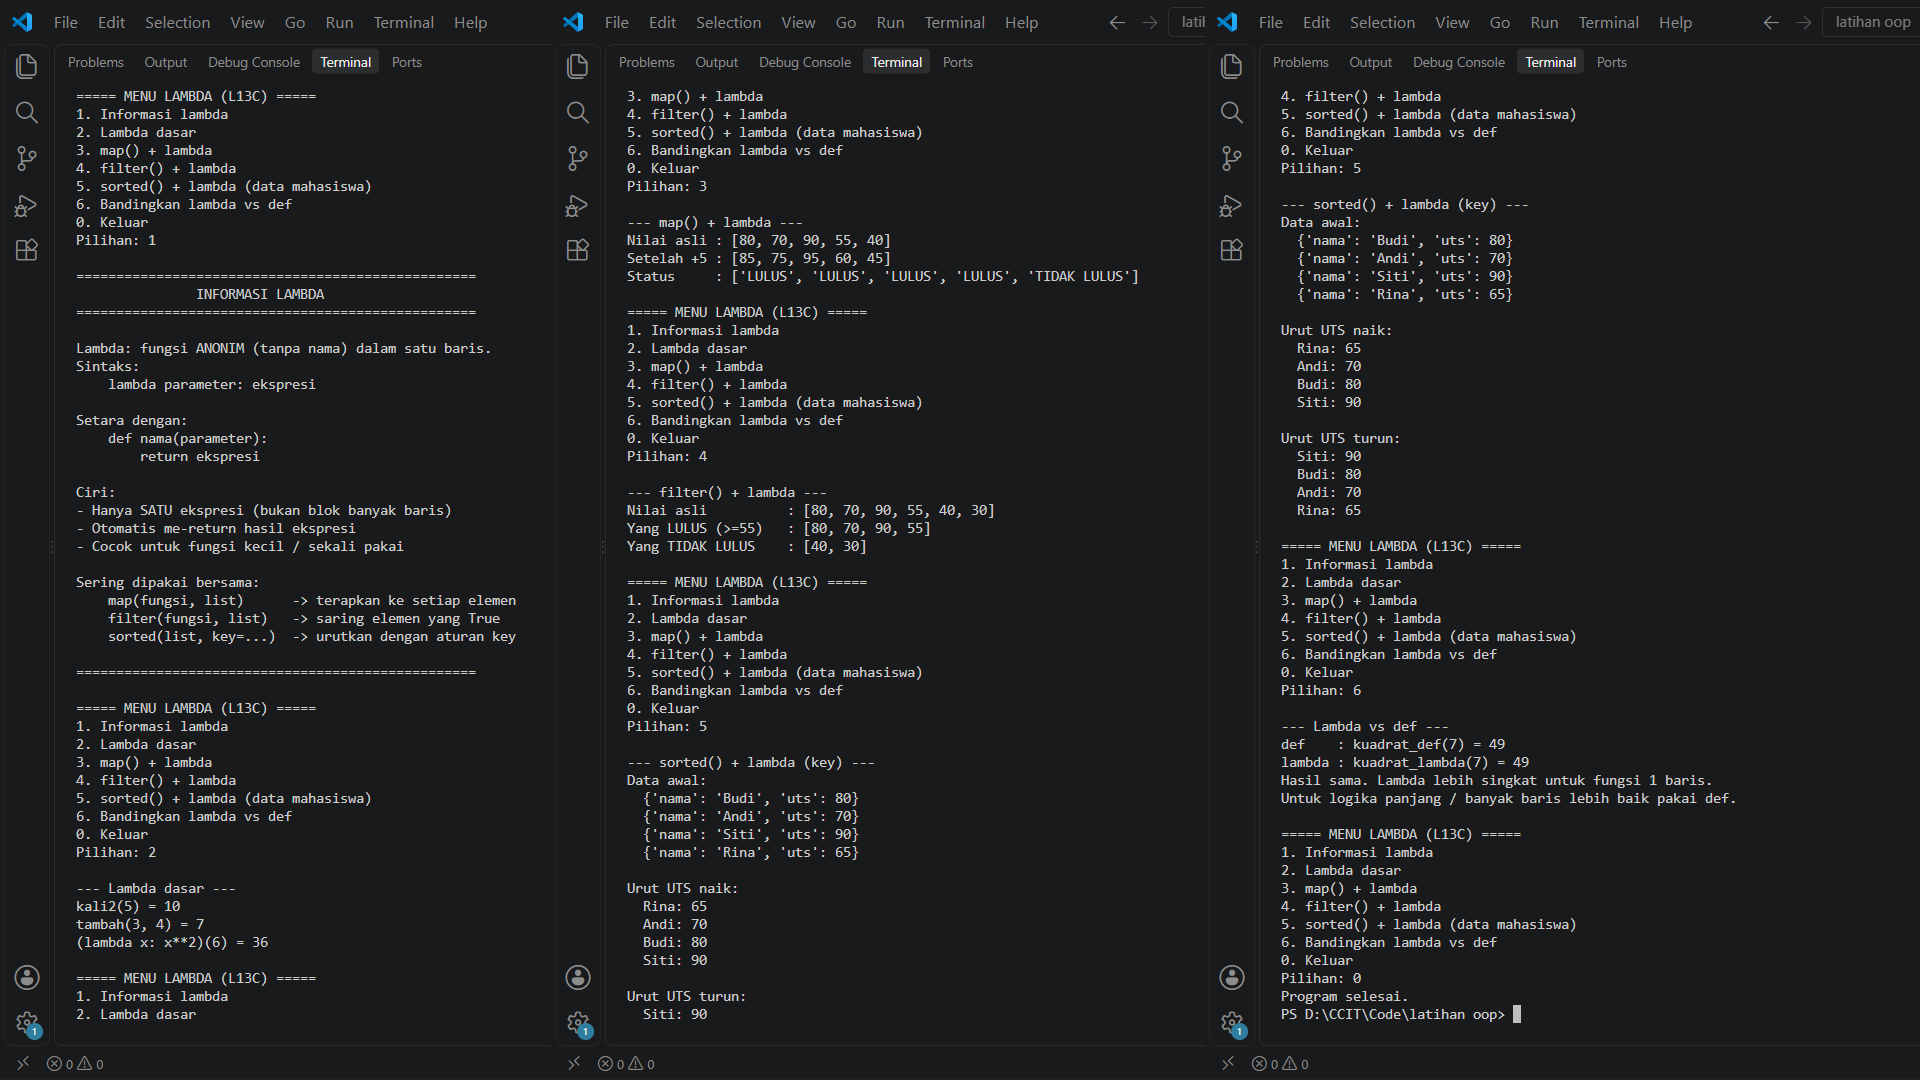 File Edit Selection View Go Run Terminal Help
Problems Output Debug Console Terminal Ports
===== MENU LAMBDA (L13C) =====
1. Informasi lambda
2. Lambda dasar
3. map() + lambda
4. filter() + lambda
5. sorted() + lambda (data mahasiswa)
6. Bandingkan lambda vs def
0. Keluar
Pilihan: 1
==================================================
INFORMASI LAMBDA
==================================================
Lambda: fungsi ANONIM (tanpa nama) dalam satu baris.
Sintaks:
lambda parameter: ekspresi
Setara dengan:
def nama(parameter):
return ekspresi
Ciri:
- Hanya SATU ekspresi (bukan blok banyak baris)
- Otomatis me-return hasil ekspresi
- Cocok untuk fungsi kecil / sekali pakai
Sering dipakai bersama:
map(fungsi, list)      -> terapkan ke setiap elemen
filter(fungsi, list)   -> saring elemen yang True
sorted(list, key=...)  -> urutkan dengan aturan key
==================================================
===== MENU LAMBDA (L13C) =====
1. Informasi lambda
2. Lambda dasar
3. map() + lambda
4. filter() + lambda
5. sorted() + lambda (data mahasiswa)
6. Bandingkan lambda vs def
0. Keluar
Pilihan: 2
--- Lambda dasar ---
kali2(5) = 10
tambah(3, 4) = 7
(lambda x: x**2)(6) = 36
===== MENU LAMBDA (L13C) =====
1. Informasi lambda
2. Lambda dasar
1
0 0
File Edit Selection View Go Run Terminal Help lati
Problems Output Debug Console Terminal Ports
3. map() + lambda
4. filter() + lambda
5. sorted() + lambda (data mahasiswa)
6. Bandingkan lambda vs def
0. Keluar
Pilihan: 3
--- map() + lambda ---
Nilai asli : [80, 70, 90, 55, 40]
Setelah +5 : [85, 75, 95, 60, 45]
Status     : ['LULUS', 'LULUS', 'LULUS', 'LULUS', 'TIDAK LULUS']
===== MENU LAMBDA (L13C) =====
1. Informasi lambda
2. Lambda dasar
3. map() + lambda
4. filter() + lambda
5. sorted() + lambda (data mahasiswa)
6. Bandingkan lambda vs def
0. Keluar
Pilihan: 4
--- filter() + lambda ---
Nilai asli          : [80, 70, 90, 55, 40, 30]
Yang LULUS (>=55)   : [80, 70, 90, 55]
Yang TIDAK LULUS    : [40, 30]
===== MENU LAMBDA (L13C) =====
1. Informasi lambda
2. Lambda dasar
3. map() + lambda
4. filter() + lambda
5. sorted() + lambda (data mahasiswa)
6. Bandingkan lambda vs def
0. Keluar
Pilihan: 5
--- sorted() + lambda (key) ---
Data awal:
{'nama': 'Budi', 'uts': 80}
{'nama': 'Andi', 'uts': 70}
{'nama': 'Siti', 'uts': 90}
{'nama': 'Rina', 'uts': 65}
Urut UTS naik:
Rina: 65
Andi: 70
Budi: 80
Siti: 90
Urut UTS turun:
Siti: 90
1
0 0
File Edit Selection View Go Run Terminal Help latihan oop
Problems Output Debug Console Terminal Ports
4. filter() + lambda
5. sorted() + lambda (data mahasiswa)
6. Bandingkan lambda vs def
0. Keluar
Pilihan: 5
--- sorted() + lambda (key) ---
Data awal:
{'nama': 'Budi', 'uts': 80}
{'nama': 'Andi', 'uts': 70}
{'nama': 'Siti', 'uts': 90}
{'nama': 'Rina', 'uts': 65}
Urut UTS naik:
Rina: 65
Andi: 70
Budi: 80
Siti: 90
Urut UTS turun:
Siti: 90
Budi: 80
Andi: 70
Rina: 65
===== MENU LAMBDA (L13C) =====
1. Informasi lambda
2. Lambda dasar
3. map() + lambda
4. filter() + lambda
5. sorted() + lambda (data mahasiswa)
6. Bandingkan lambda vs def
0. Keluar
Pilihan: 6
--- Lambda vs def ---
def    : kuadrat_def(7) = 49
lambda : kuadrat_lambda(7) = 49
Hasil sama. Lambda lebih singkat untuk fungsi 1 baris.
Untuk logika panjang / banyak baris lebih baik pakai def.
===== MENU LAMBDA (L13C) =====
1. Informasi lambda
2. Lambda dasar
3. map() + lambda
4. filter() + lambda
5. sorted() + lambda (data mahasiswa)
6. Bandingkan lambda vs def
0. Keluar
Pilihan: 0
Program selesai.
PS D:\CCIT\Code\latihan oop>
1
0 0